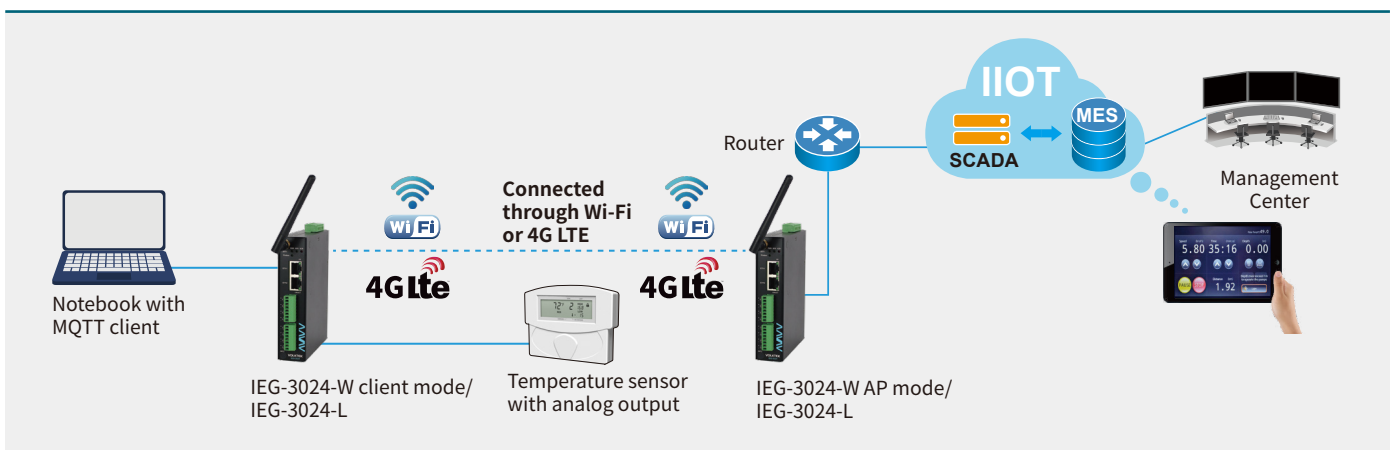 IIOT
MES
SCADA
Router
Management
Center
Connected
through Wi-Fi
or 4G LTE
Wi Fi
Wi Fi
4G Lte
4G Lte
Notebook with
MQTT client
IEG-3024-W client mode/
IEG-3024-L
Temperature sensor
with analog output
IEG-3024-W AP mode/
IEG-3024-L
5.80 35:16 0.00
1.92
72